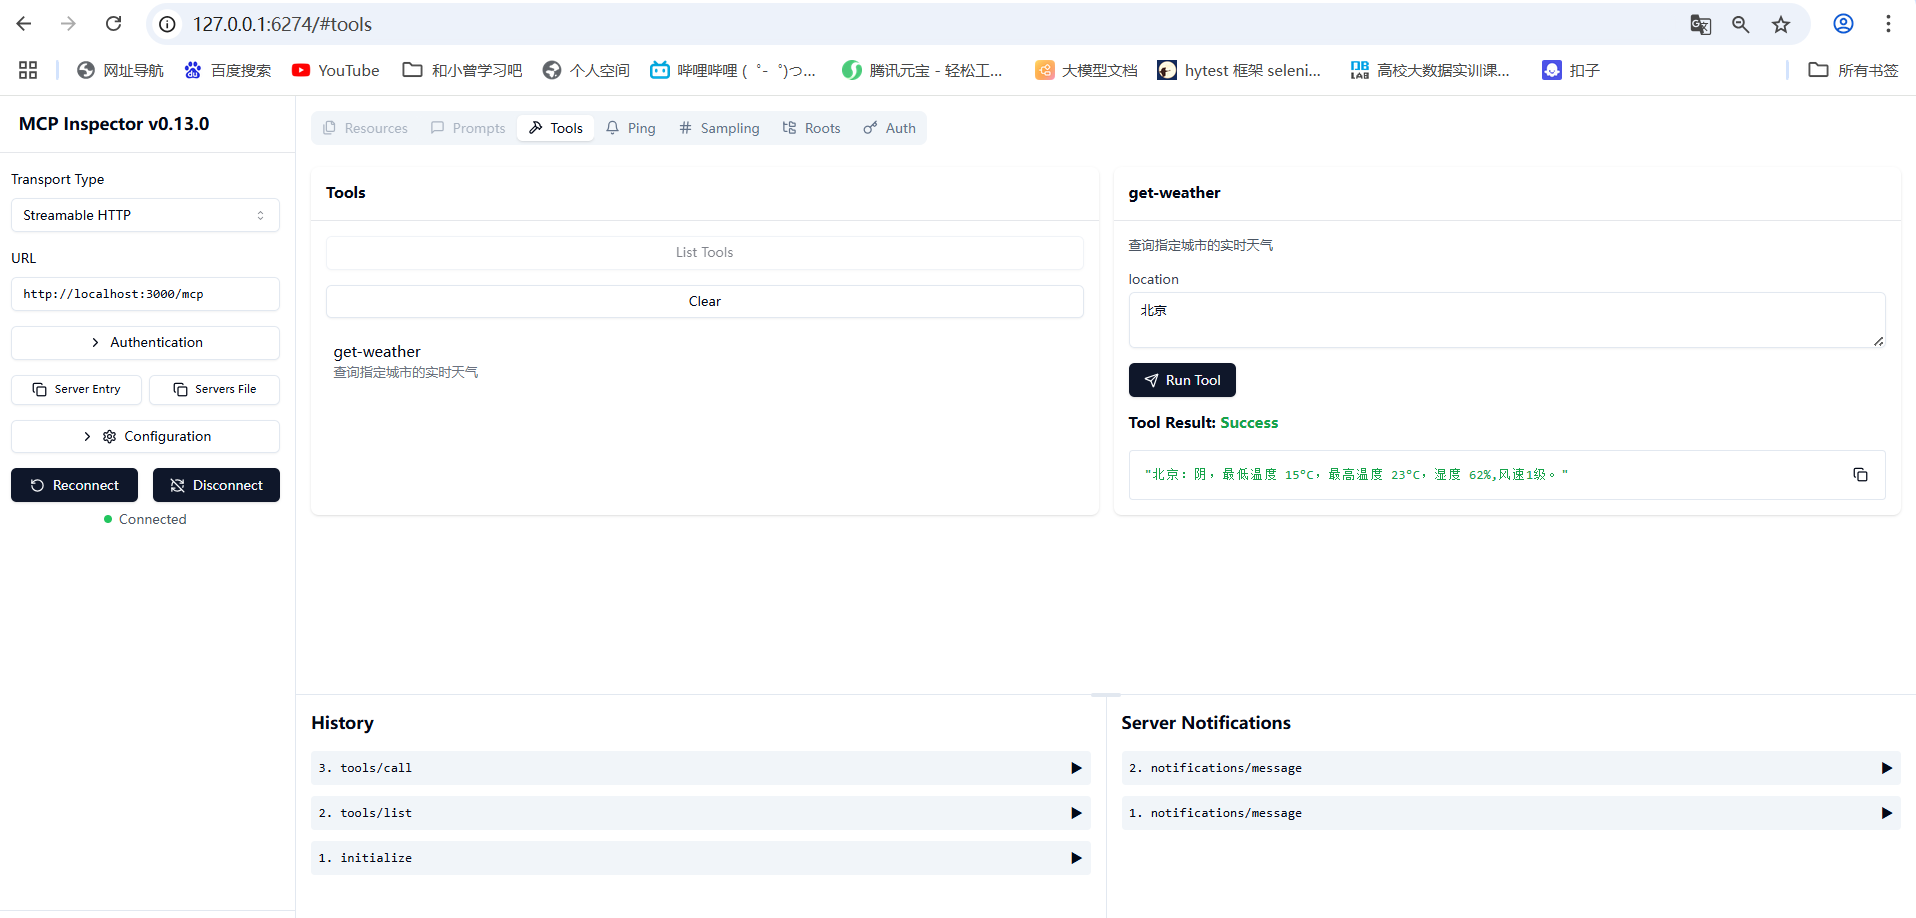 127.0.0.1:6274/#tools
网址导航
百度搜索
YouTube
和小曾学习吧
个人空间
哔哩哔哩 ( ゜- ゜)つ...
腾讯元宝 - 轻松工...
大模型文档
hytest 框架 seleni...
高校大数据实训课...
扣子
所有书签
MCP Inspector v0.13.0
Resources
Prompts
Tools
Ping
Sampling
Roots
Auth
Transport Type
Streamable HTTP
URL
http://localhost:3000/mcp
Authentication
Server Entry
Servers File
Configuration
Reconnect
Disconnect
Connected
Tools
List Tools
Clear
get-weather
查询指定城市的实时天气
get-weather
查询指定城市的实时天气
location
北京
Run Tool
Tool Result: Success
"北京：阴，最低温度 15°C，最高温度 23°C，湿度 62%,风速1级。"
History
3. tools/call
2. tools/list
1. initialize
Server Notifications
2. notifications/message
1. notifications/message